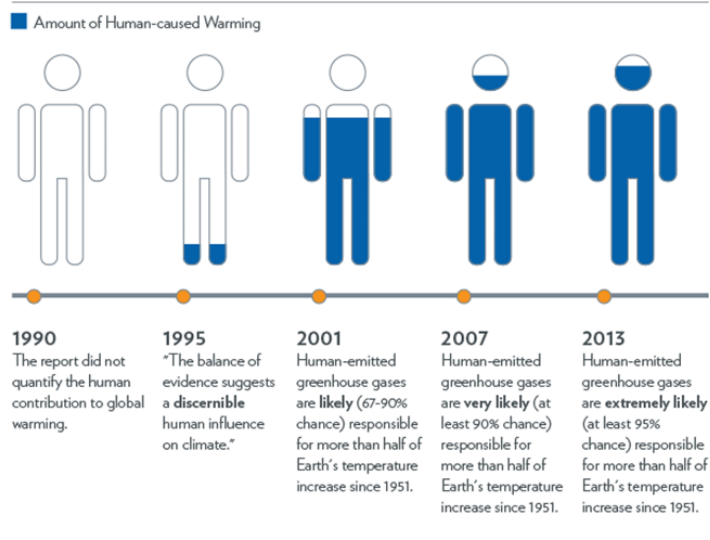 Amount of Human-caused Warming
1990
The report did not
quantify the human
contribution to global
warming.
1995
"The balance of
evidence suggests
a discernible
human influence
on climate."
2001
Human-emitted
greenhouse gases
are likely (67-90%
chance) responsible
for more than half of
Earth's temperature
increase since 1951.
2007
Human-emitted
greenhouse gases
are very likely (at
least 90% chance)
responsible for
more than half of
Earth's temperature
increase since 1951.
2013
Human-emitted
greenhouse gases
are extremely likely
(at least 95%
chance) responsible
for more than half of
Earth's temperature
increase since 1951.